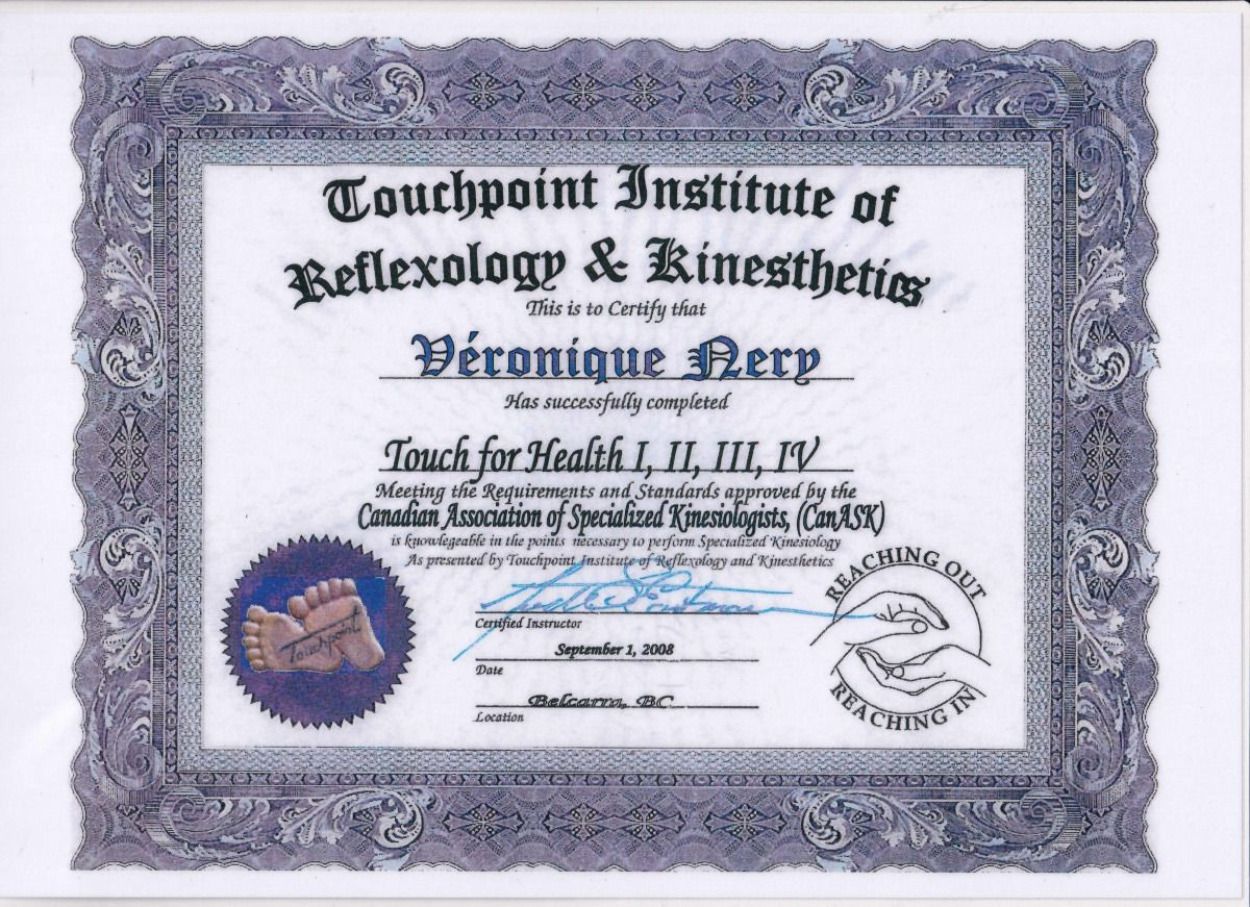 Touchpoint Institute of
Reflexology & Kinesthetics
This is to Certify that
Véronique Nery
Has successfully completed
Touch for Health I, II, III, IV
Meeting the Requirements and Standards approved by the
Canadian Association of Specialized Kinesiologists, (CanASK)
is knowlegeable in the points necessary to perform Specialized Kinesiology
As presented by Touchpoint Institute of Reflexology and Kinesthetics
Certified Instructor
September 1, 2008
Date
Belcarra, BC
Location
Touchpoint
REACHING OUT
REACHING IN